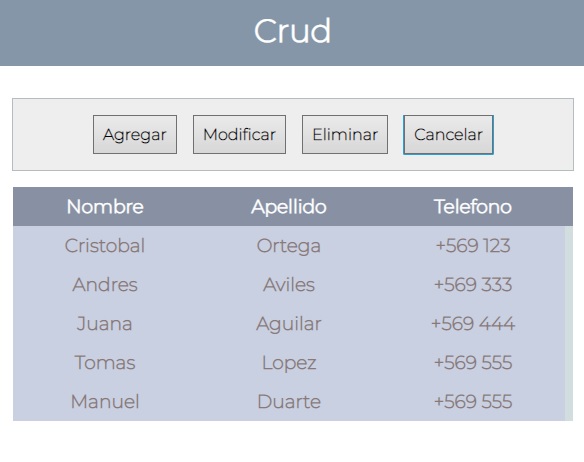 Crud
Agregar Modificar Eliminar Cancelar
Nombre Apellido Telefono
Cristobal Ortega +569 123
Andres Aviles +569 333
Juana Aguilar +569 444
Tomas Lopez +569 555
Manuel Duarte +569 555